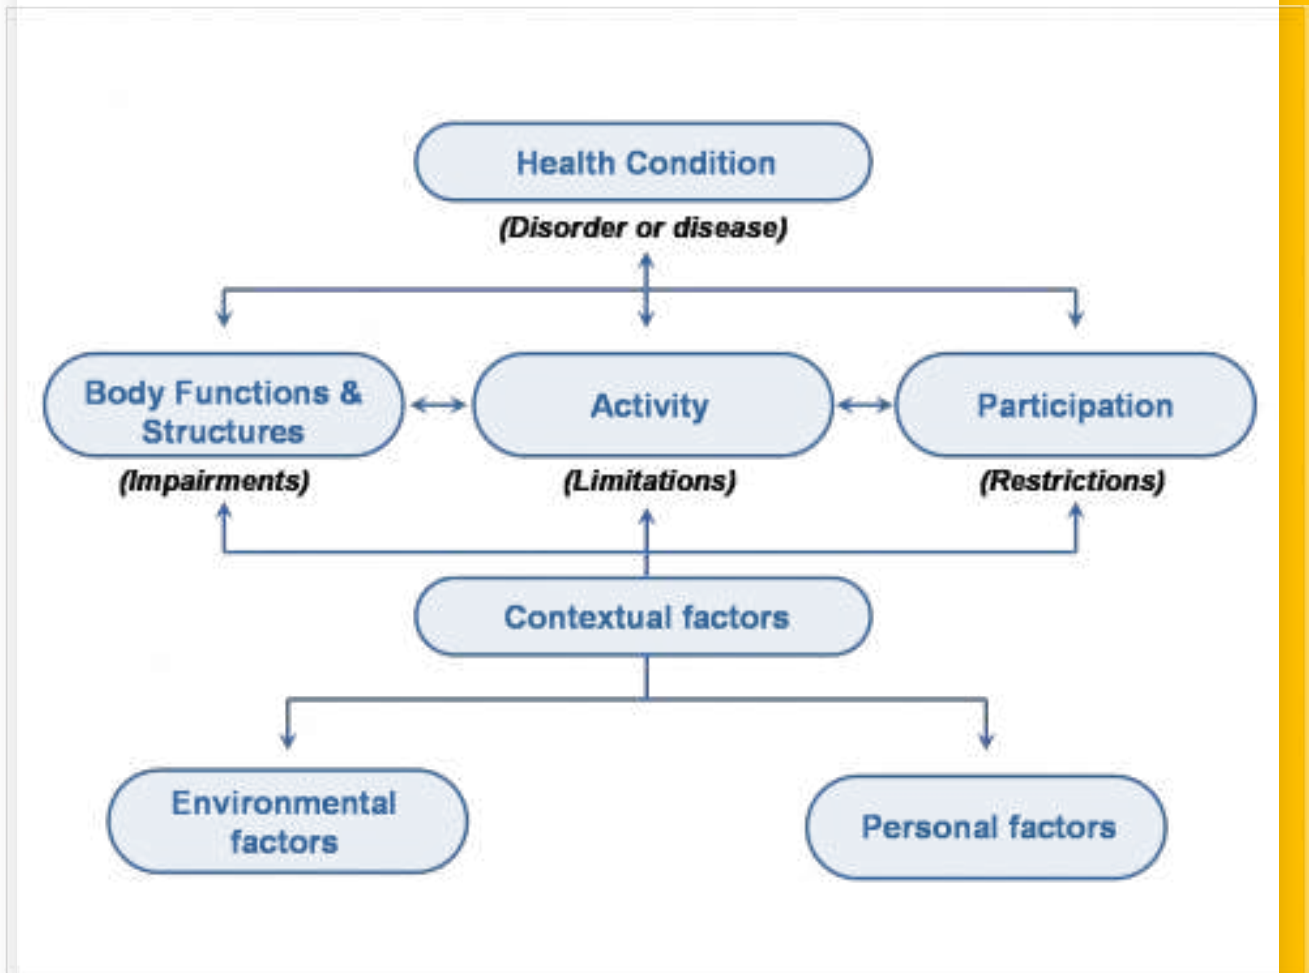 Health Condition
(Disorder or disease)
Body Functions &
Structures
(Impairments)
Activity
(Limitations)
Participation
(Restrictions)
Contextual factors
Environmental
factors
Personal factors